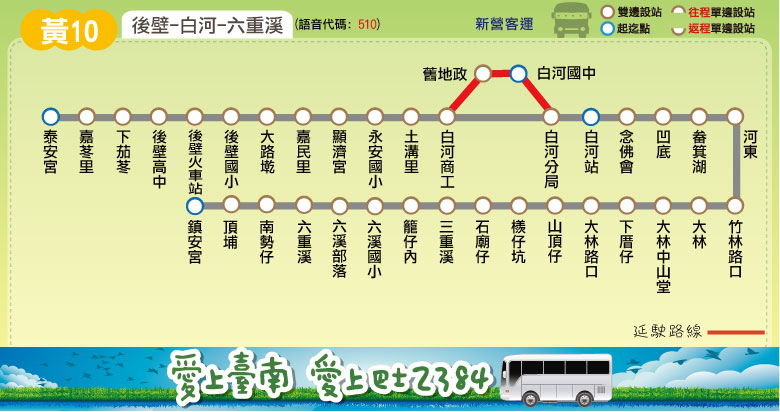 黃10
後壁-白河-六重溪
(語音代碼: 510)
新營客運
雙邊設站
起迄點
往程單邊設站
返程單邊設站
舊地政
白河國中
泰安宮
嘉苳里
下茄苳
後壁高中
後壁火車站
後壁國小
大路墘
嘉民里
顯濟宮
永安國小
土溝里
白河商工
白河分局
白河站
念佛會
凹底
畚箕湖
河東
鎮安宮
頂埔
南勢仔
六重溪
六溪部落
六溪國小
籠仔內
三重溪
石廟仔
檨仔坑
山頂仔
大林路口
下厝仔
大林中山堂
大林
竹林路口
延駛路線
愛上臺南 愛上巴士2384